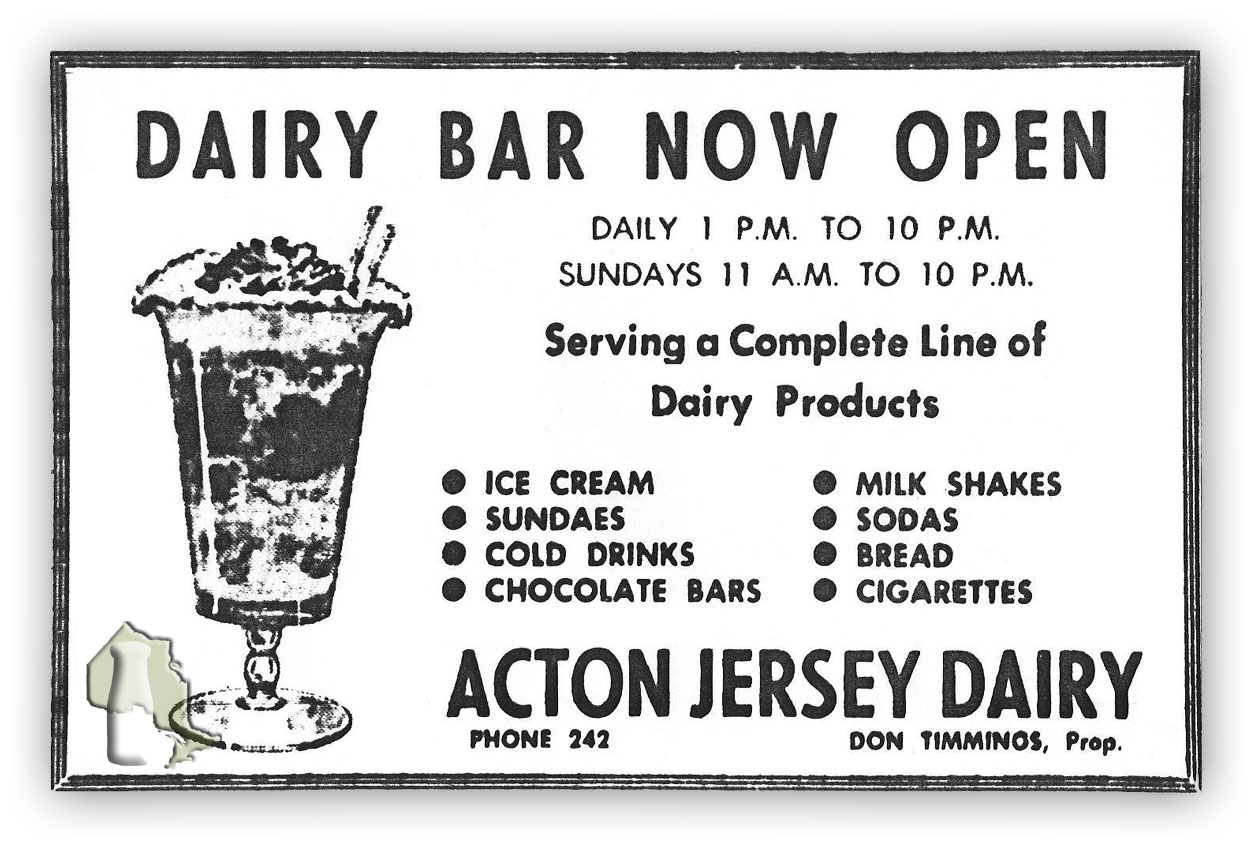 DAIRY BAR NOW OPEN
DAILY 1 P.M. TO 10 P.M.
SUNDAYS 11 A.M. TO 10 P.M.
Serving a Complete Line of
Dairy Products
● ICE CREAM
● SUNDAES
● COLD DRINKS
● CHOCOLATE BARS
● MILK SHAKES
● SODAS
● BREAD
● CIGARETTES
ACTON JERSEY DAIRY
PHONE 242
DON TIMMINGS, Prop.